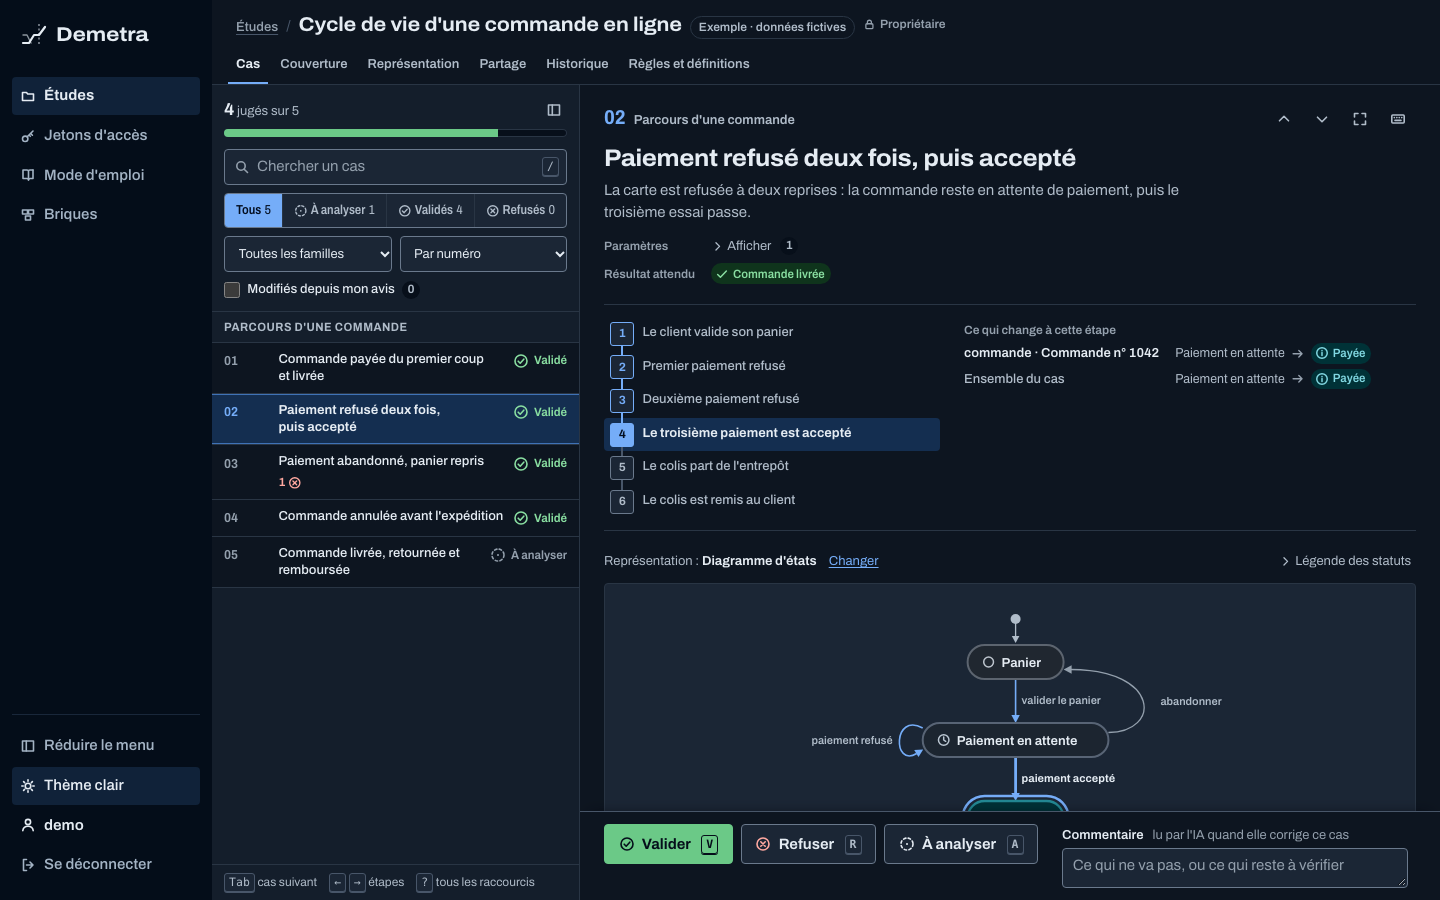 Demetra
Études
Jetons d'accès
Mode d'emploi
Briques
Réduire le menu
Thème clair
demo
Se déconnecter
Études / Cycle de vie d'une commande en ligne Exemple · données fictives Propriétaire
Cas Couverture Représentation Partage Historique Règles et définitions
4 jugés sur 5
Chercher un cas /
Tous 5 À analyser 1 Validés 4 Refusés 0
Toutes les familles Par numéro
Modifiés depuis mon avis 0
PARCOURS D'UNE COMMANDE
01 Commande payée du premier coup Validé
et livrée
02 Paiement refusé deux fois, Validé
puis accepté
03 Paiement abandonné, panier repris Validé
1
04 Commande annulée avant l'expédition Validé
05 Commande livrée, retournée et À analyser
remboursée
Tab cas suivant ← → étapes ? tous les raccourcis
02 Parcours d'une commande
Paiement refusé deux fois, puis accepté
La carte est refusée à deux reprises : la commande reste en attente de paiement, puis le
troisième essai passe.
Paramètres Afficher 1
Résultat attendu Commande livrée
1 Le client valide son panier
2 Premier paiement refusé
3 Deuxième paiement refusé
4 Le troisième paiement est accepté
5 Le colis part de l'entrepôt
6 Le colis est remis au client
Ce qui change à cette étape
commande · Commande n° 1042 Paiement en attente → Payée
Ensemble du cas Paiement en attente → Payée
Représentation : Diagramme d'états Changer Légende des statuts
Panier
valider le panier
abandonner
paiement refusé
Paiement en attente
paiement accepté
Valider V Refuser R À analyser A
Commentaire lu par l'IA quand elle corrige ce cas
Ce qui ne va pas, ou ce qui reste à vérifier